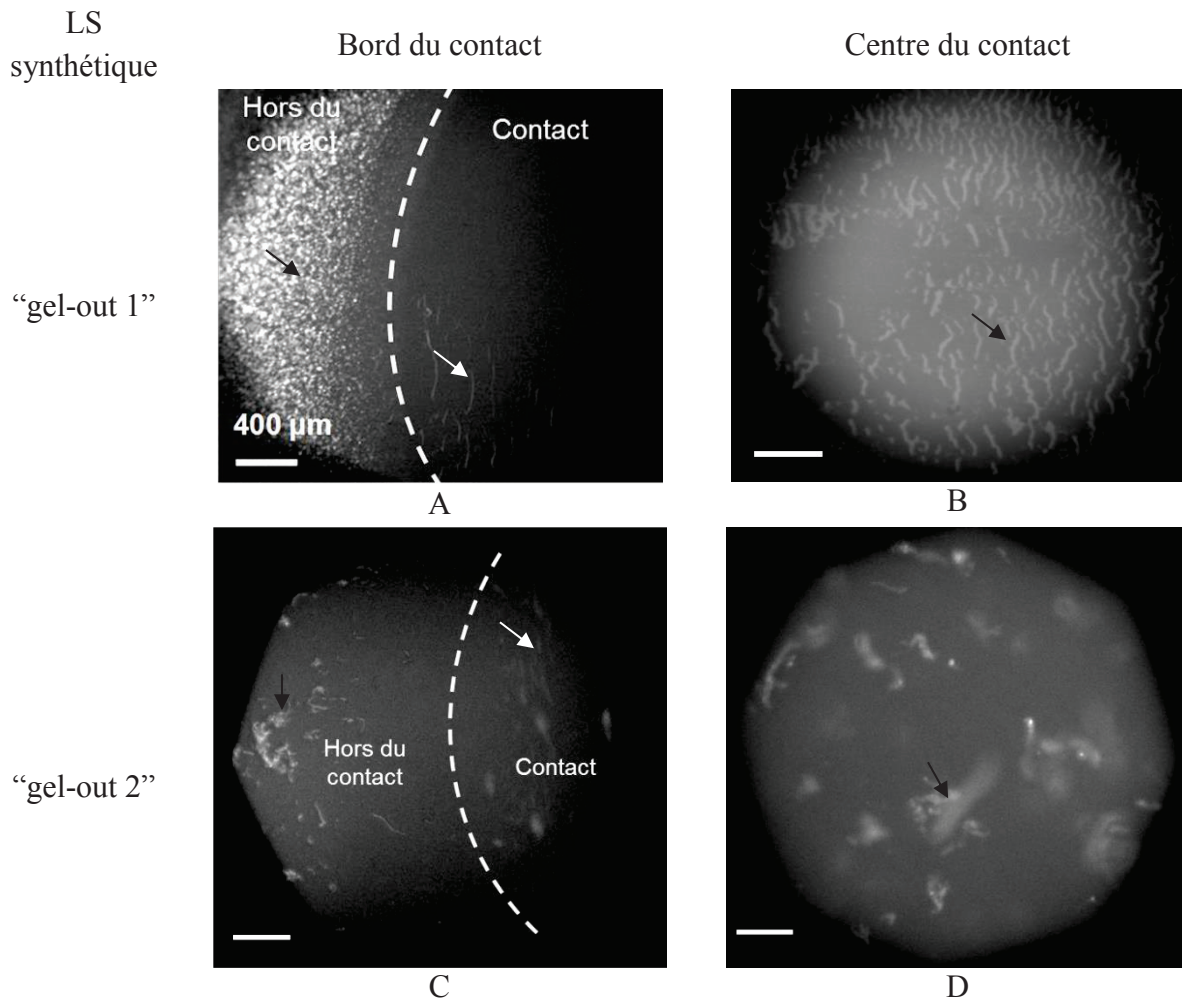 LS
synthétique
Bord du contact
Centre du contact
“gel-out 1”
Hors du
contact
Contact
400 µm
A
B
“gel-out 2”
Hors du
contact
Contact
C
D